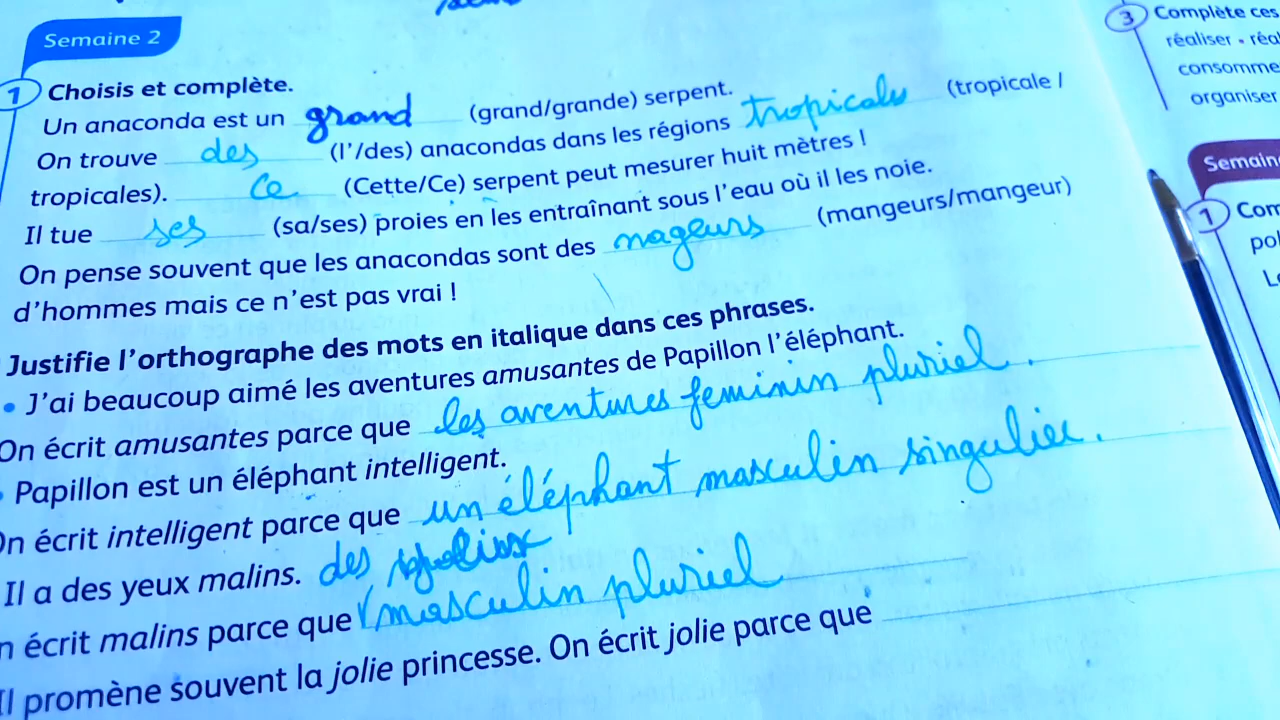 Semaine 2
3 Complète ces
réaliser • réa
consomme
organiser
1 Choisis et complète.
Un anaconda est un grand (grand/grande) serpent.
On trouve des (l'/des) anacondas dans les régions tropicales (tropicale /
tropicales). Ce (Cette/Ce) serpent peut mesurer huit mètres !
Il tue ses (sa/ses) proies en les entraînant sous l'eau où il les noie.
On pense souvent que les anacondas sont des nageurs (mangeurs/mangeur)
d'hommes mais ce n'est pas vrai !
Justifie l'orthographe des mots en italique dans ces phrases.
• J'ai beaucoup aimé les aventures amusantes de Papillon l'éléphant.
On écrit amusantes parce que les aventures feminin pluriel.
• Papillon est un éléphant intelligent.
On écrit intelligent parce que un éléphant masculin singulier.
Il a des yeux malins. des
n écrit malins parce que masculin pluriel
Il promène souvent la jolie princesse. On écrit jolie parce que
Semain
1 Com
pol
Le